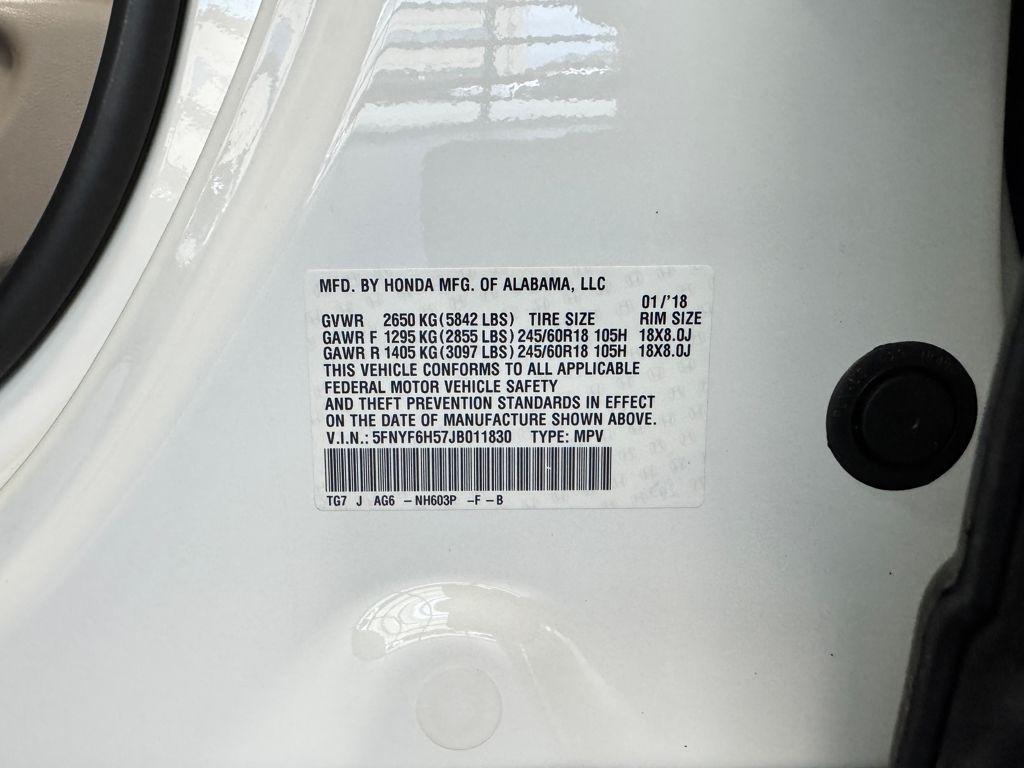 MFD. BY HONDA MFG. OF ALABAMA, LLC
01/'18
GVWR 2650 KG (5842 LBS) TIRE SIZE RIM SIZE
GAWR F 1295 KG (2855 LBS) 245/60R18 105H 18X8.0J
GAWR R 1405 KG (3097 LBS) 245/60R18 105H 18X8.0J
THIS VEHICLE CONFORMS TO ALL APPLICABLE
FEDERAL MOTOR VEHICLE SAFETY
AND THEFT PREVENTION STANDARDS IN EFFECT
ON THE DATE OF MANUFACTURE SHOWN ABOVE.
V.I.N.: 5FNYF6H57JB011830 TYPE: MPV
TG7 J AG6 -NH603P -F-B